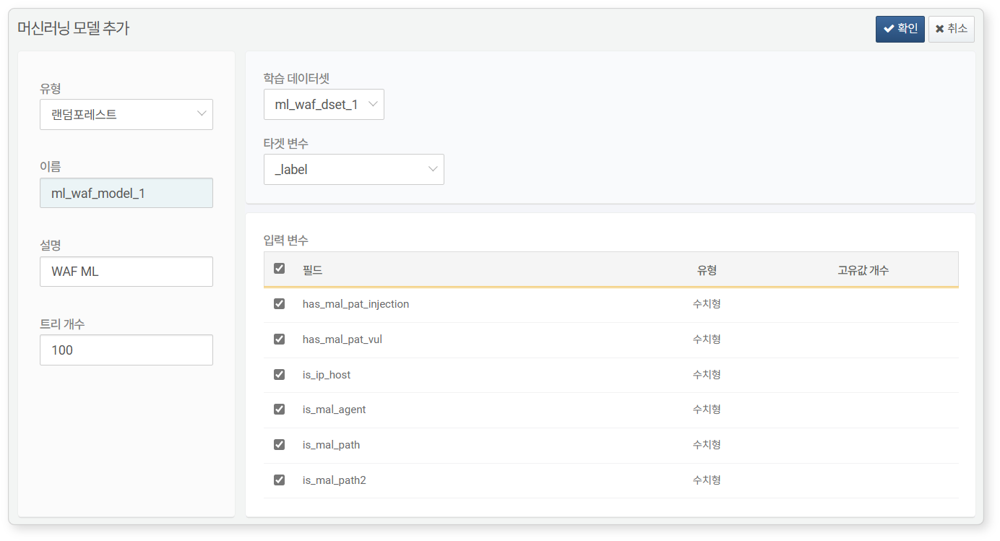 머신러닝 모델 추가
확인
취소
유형
랜덤포레스트
이름
ml_waf_model_1
설명
WAF ML
트리 개수
100
학습 데이터셋
ml_waf_dset_1
타겟 변수
_label
입력 변수
필드 유형 고유값 개수
has_mal_pat_injection 수치형
has_mal_pat_vul 수치형
is_ip_host 수치형
is_mal_agent 수치형
is_mal_path 수치형
is_mal_path2 수치형